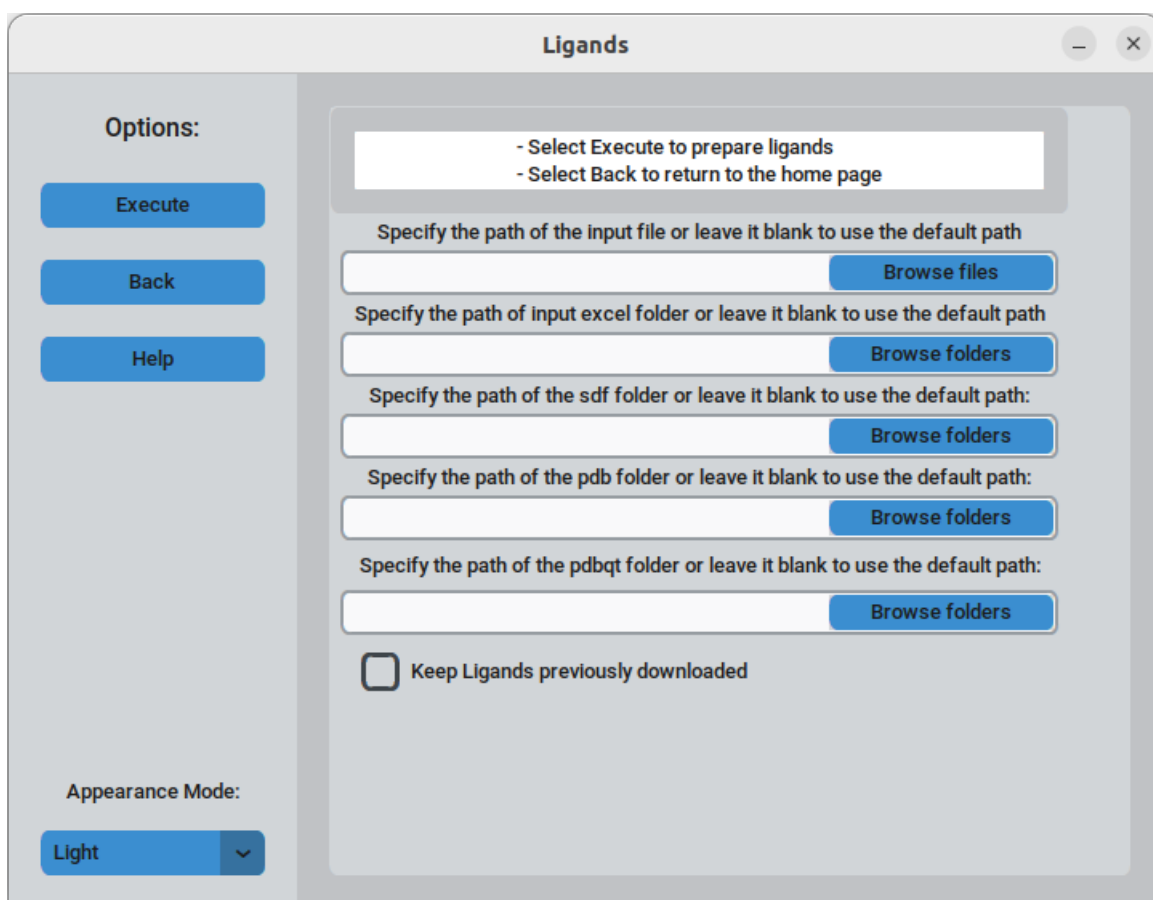 Ligands
Options:
Execute
Back
Help
Appearance Mode:
Light
- Select Execute to prepare ligands
- Select Back to return to the home page
Specify the path of the input file or leave it blank to use the default path
Browse files
Specify the path of input excel folder or leave it blank to use the default path
Browse folders
Specify the path of the sdf folder or leave it blank to use the default path:
Browse folders
Specify the path of the pdb folder or leave it blank to use the default path:
Browse folders
Specify the path of the pdbqt folder or leave it blank to use the default path:
Browse folders
Keep Ligands previously downloaded